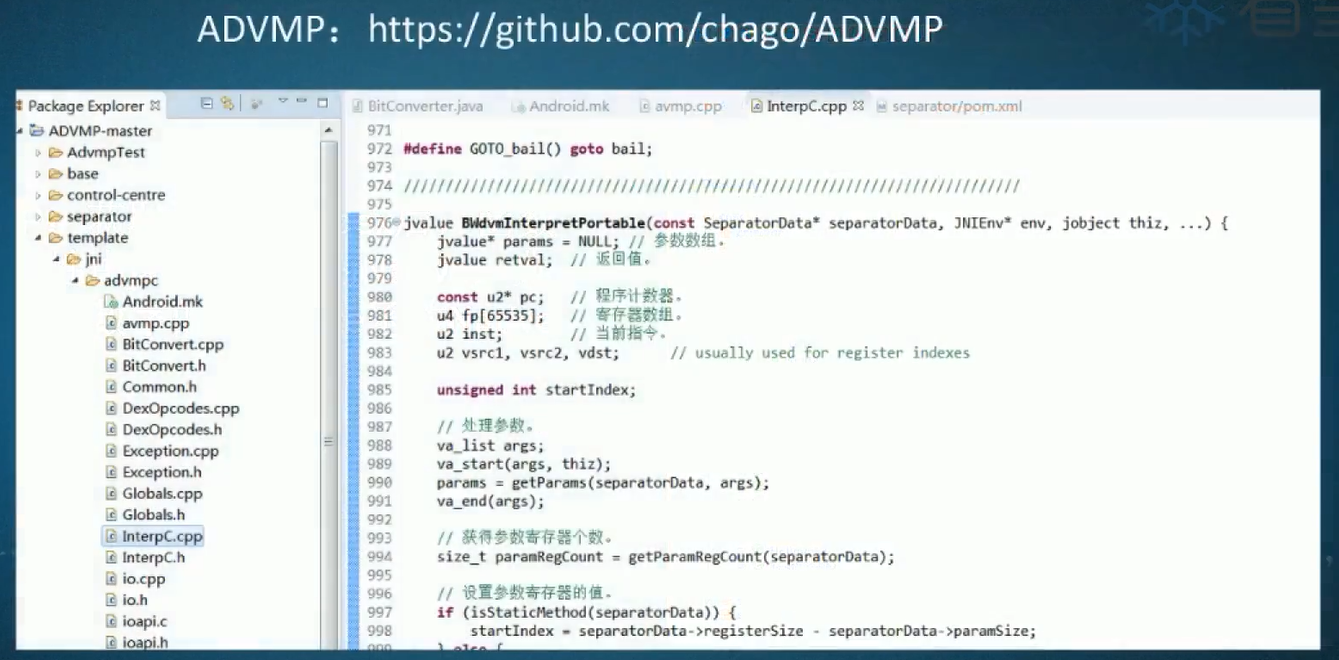 ADVMP：https://github.com/chago/ADVMP
Package Explorer
ADVMP-master
AdvmpTest
base
control-centre
separator
template
jni
advmpc
Android.mk
avmp.cpp
BitConvert.cpp
BitConvert.h
Common.h
DexOpcodes.cpp
DexOpcodes.h
Exception.cpp
Exception.h
Globals.cpp
Globals.h
InterpC.cpp
InterpC.h
io.cpp
io.h
ioapi.c
ioapi.h
BitConverter.java Android.mk avmp.cpp InterpC.cpp separator/pom.xml
971
972 #define GOTO_bail() goto bail;
973
974 //////////////////////////////////////////////////////////////////////////
975
976 jvalue BWdvmInterpretPortable(const SeparatorData* separatorData, JNIEnv* env, jobject thiz, ...) {
977 jvalue* params = NULL; // 参数数组。
978 jvalue retval; // 返回值。
979
980 const u2* pc; // 程序计数器。
981 u4 fp[65535]; // 寄存器数组。
982 u2 inst; // 当前指令。
983 u2 vsrc1, vsrc2, vdst; // usually used for register indexes
984
985 unsigned int startIndex;
986
987 // 处理参数。
988 va_list args;
989 va_start(args, thiz);
990 params = getParams(separatorData, args);
991 va_end(args);
992
993 // 获得参数寄存器个数。
994 size_t paramRegCount = getParamRegCount(separatorData);
995
996 // 设置参数寄存器的值。
997 if (isStaticMethod(separatorData)) {
998 startIndex = separatorData->registerSize - separatorData->paramSize;
999 } else {